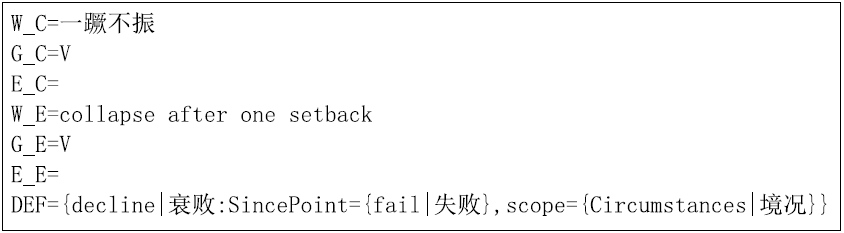 W_C=一蹶不振
G_C=V
E_C=
W_E=collapse after one setback
G_E=V
E_E=
DEF={decline|衰败:SincePoint={fail|失败},scope={Circumstances|境况}}